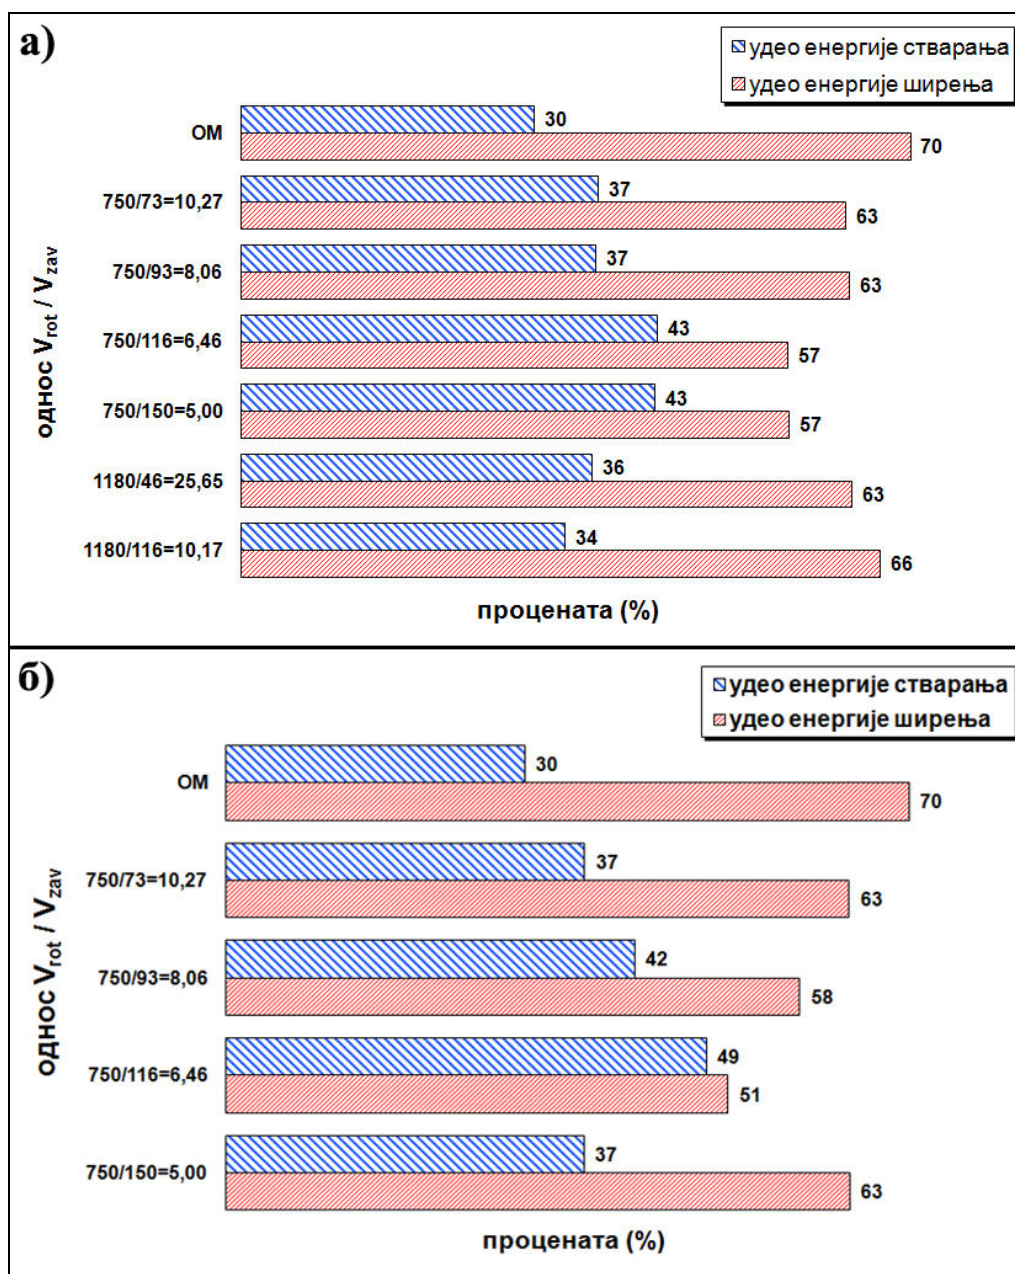 а)
удео енергије стварања
удео енергије ширења
ОМ
30
70
750/73=10,27
37
63
750/93=8,06
37
63
750/116=6,46
43
57
750/150=5,00
43
57
1180/46=25,65
36
63
1180/116=10,17
34
66
однос Vrot / Vzav
процената (%)
б)
удео енергије стварања
удео енергије ширења
ОМ
30
70
750/73=10,27
37
63
750/93=8,06
42
58
750/116=6,46
49
51
750/150=5,00
37
63
однос Vrot / Vzav
процената (%)